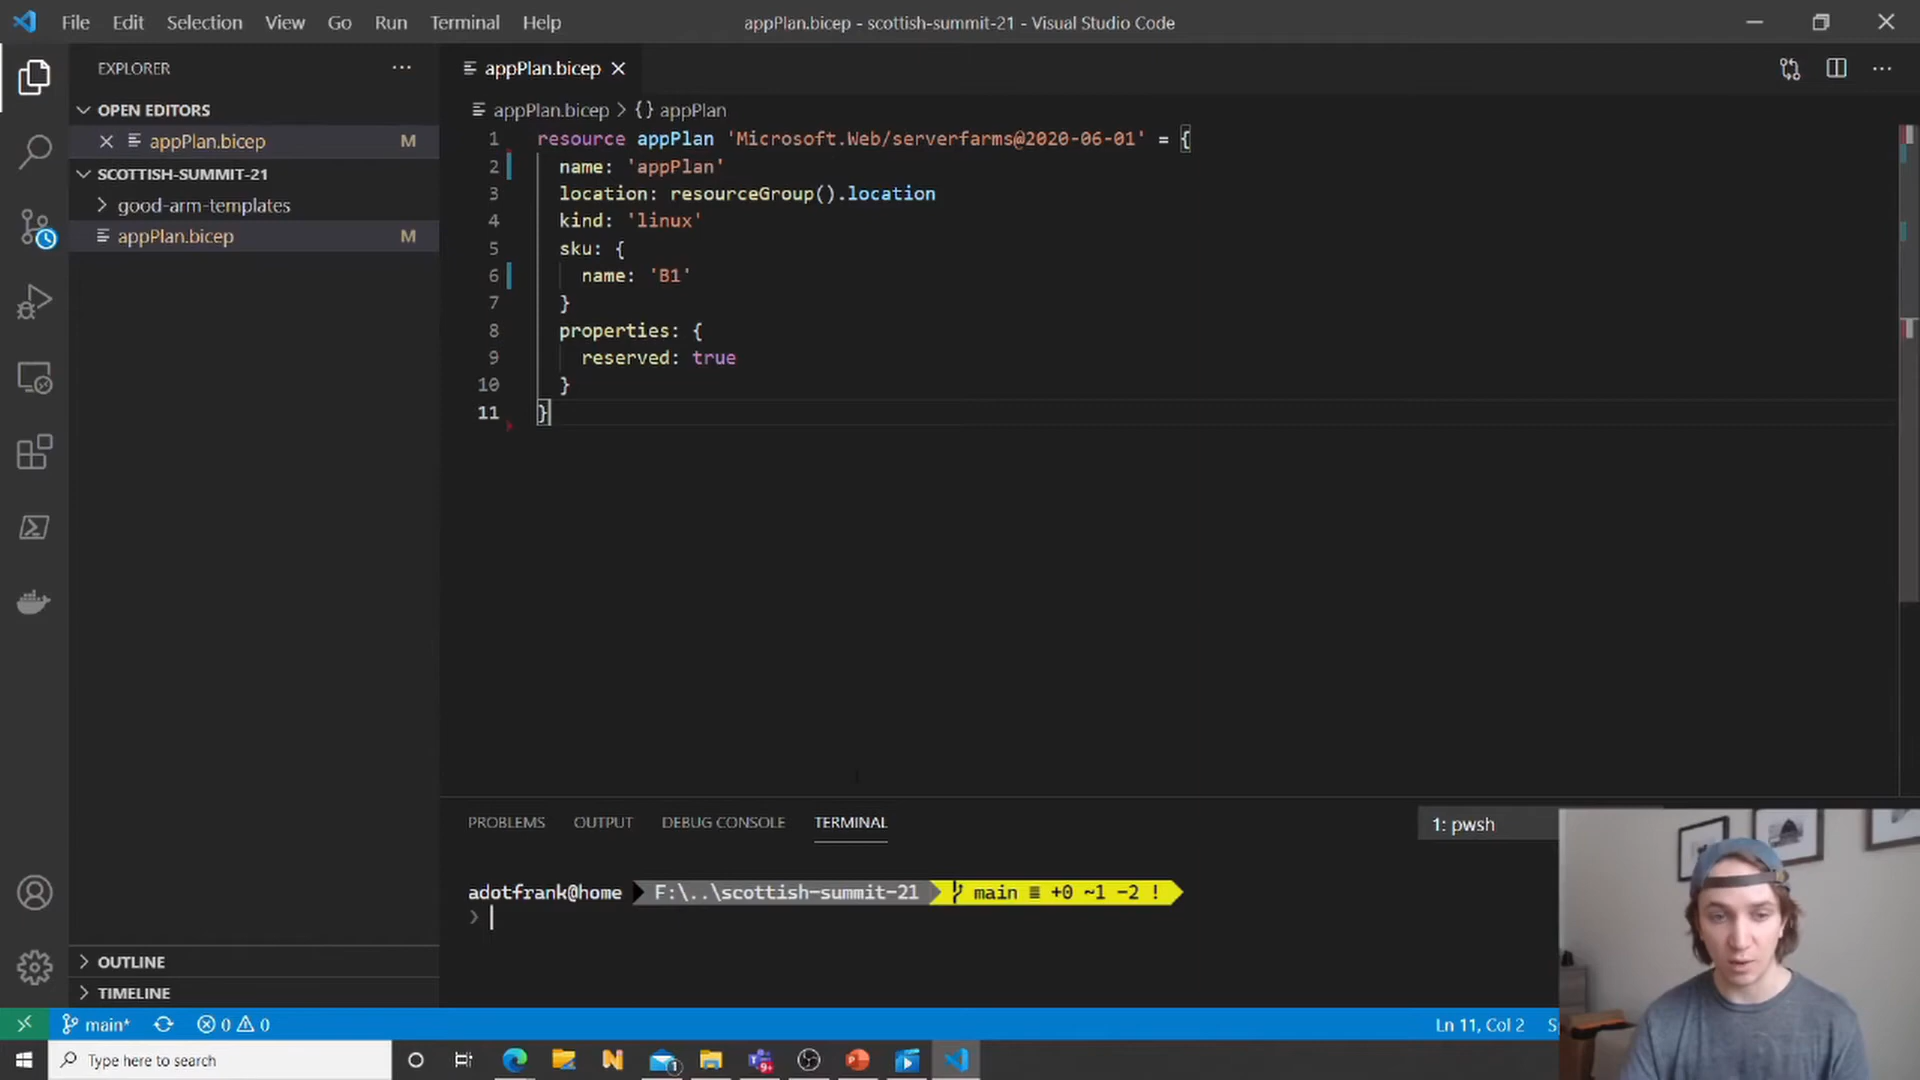 File Edit Selection View Go Run Terminal Help
appPlan.bicep - scottish-summit-21 - Visual Studio Code
EXPLORER
OPEN EDITORS
appPlan.bicep M
SCOTTISH-SUMMIT-21
good-arm-templates
appPlan.bicep M
OUTLINE
TIMELINE
appPlan.bicep
appPlan.bicep > {} appPlan
1 resource appPlan 'Microsoft.Web/serverfarms@2020-06-01' = {
2 name: 'appPlan'
3 location: resourceGroup().location
4 kind: 'linux'
5 sku: {
6 name: 'B1'
7 }
8 properties: {
9 reserved: true
10 }
11 }
PROBLEMS OUTPUT DEBUG CONSOLE TERMINAL
1: pwsh
adotfrank@home F:\..\scottish-summit-21 main ≡ +0 ~1 -2 !
❯
main* 0 0
Ln 11, Col 2
Type here to search